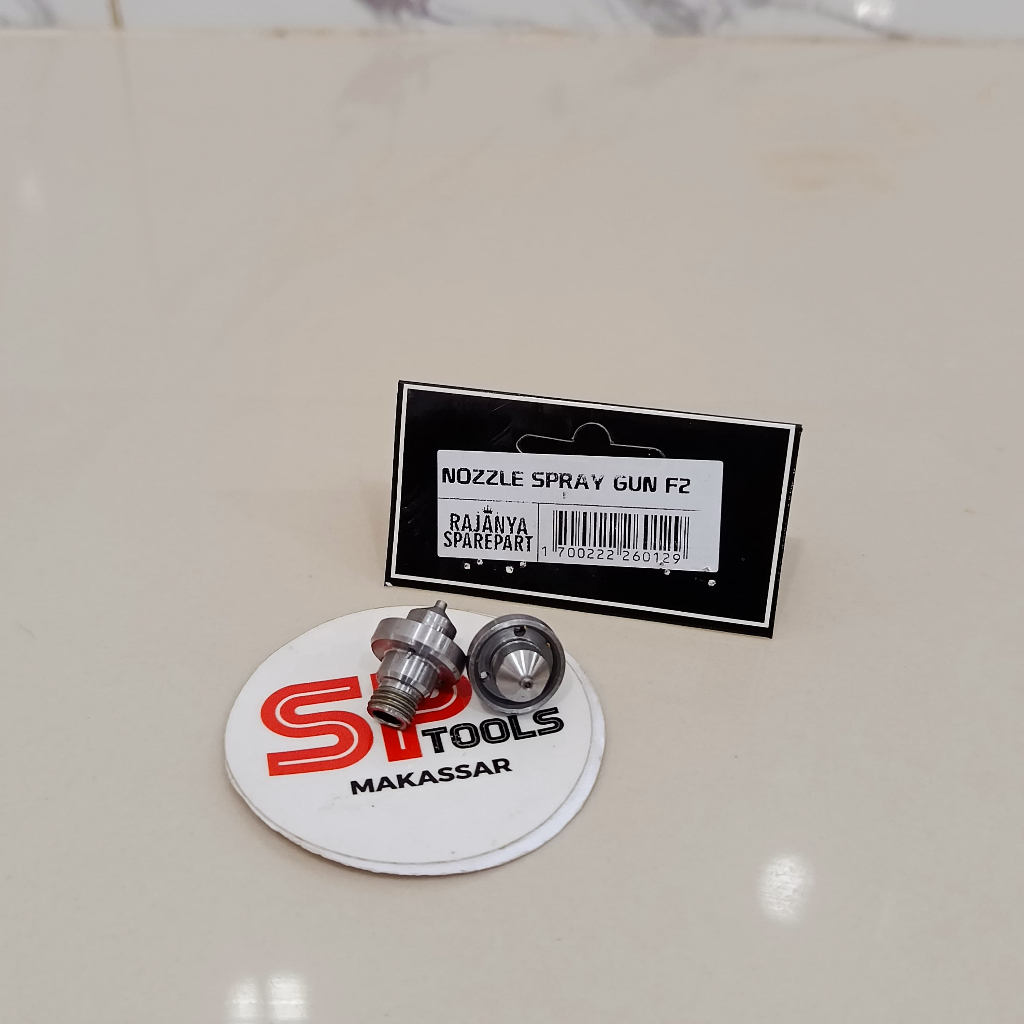 NOZZLE SPRAY GUN F2
RAJANYA
SPAREPART
1 700222 260129
SP TOOLS
MAKASSAR